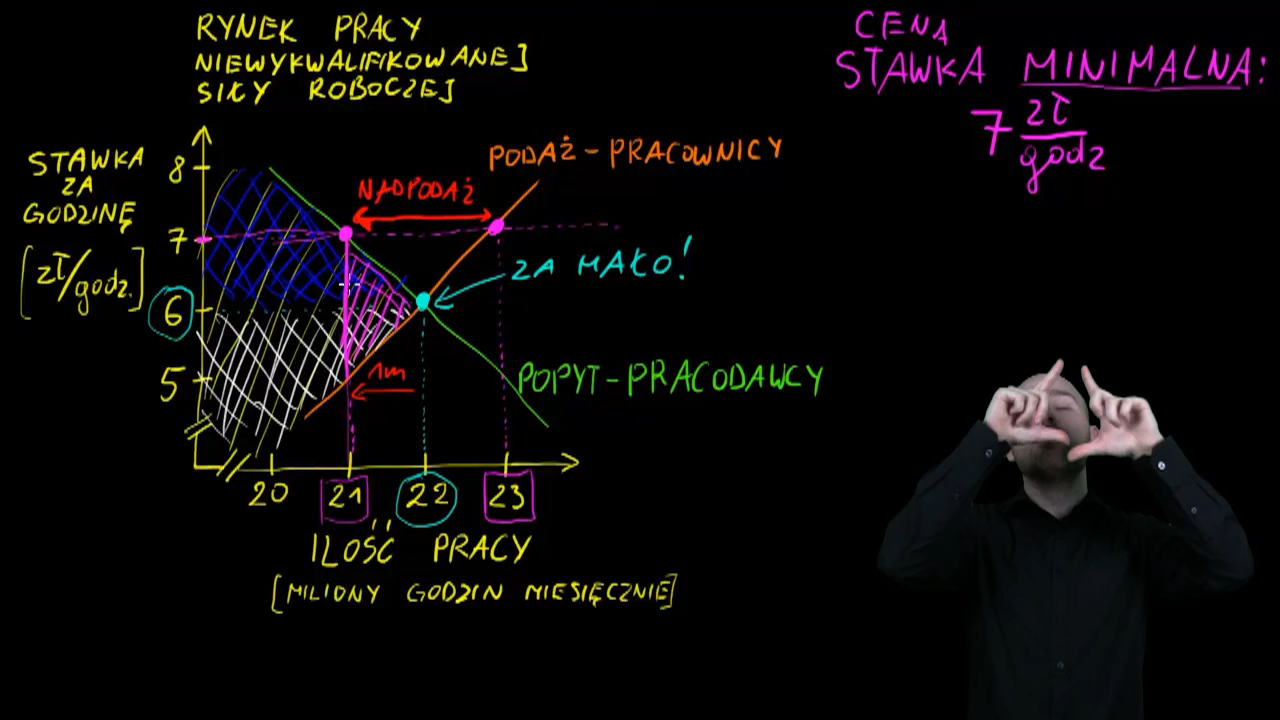 RYNEK PRACY
NIEWYKWALIFIKOWANEJ
SIŁY ROBOCZEJ
CENA
STAWKA MINIMALNA:
7 zł/godz
STAWKA
ZA
GODZINĘ
[zł/godz.]
8
7
6
5
PODAŻ - PRACOWNICY
NADPODAŻ
ZA MAŁO!
1m
POPYT - PRACODAWCY
20 21 22 23
ILOŚĆ PRACY
[MILIONY GODZIN MIESIĘCZNIE]